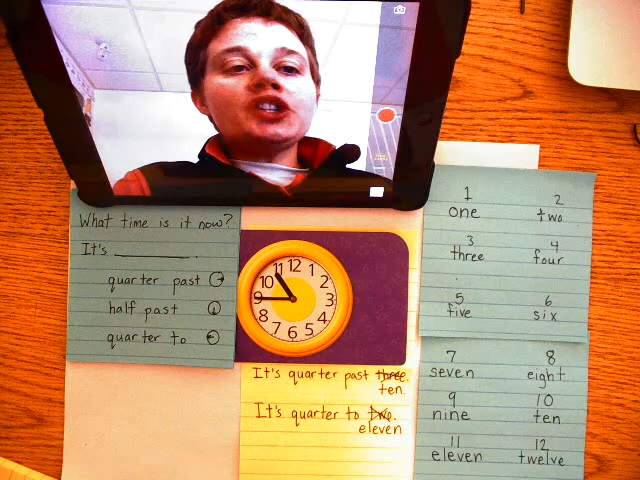 What time is it now?
It's ________.
quarter past
half past
quarter to
12
1
2
3
4
5
6
7
8
9
10
11
It's quarter past three.
ten.
It's quarter to two.
eleven
1 2
one two
3 4
three four
5 6
five six
7 8
seven eight
9 10
nine ten
11 12
eleven twelve